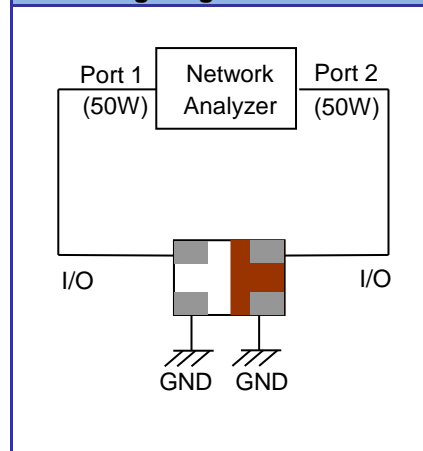 Port 1
(50W)
Network
Analyzer
Port 2
(50W)
I/O
I/O
GND
GND